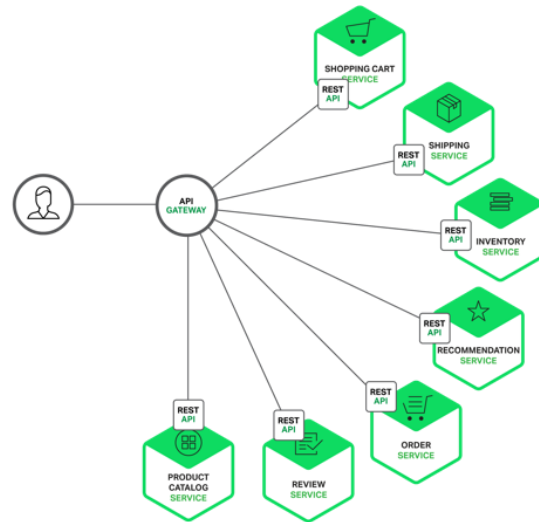 SHOPPING CART
SERVICE
REST
API
SHIPPING
SERVICE
REST
API
API
GATEWAY
INVENTORY
SERVICE
REST
API
RECOMMENDATION
SERVICE
REST
API
ORDER
SERVICE
REST
API
REVIEW
SERVICE
REST
API
PRODUCT
CATALOG
SERVICE
REST
API